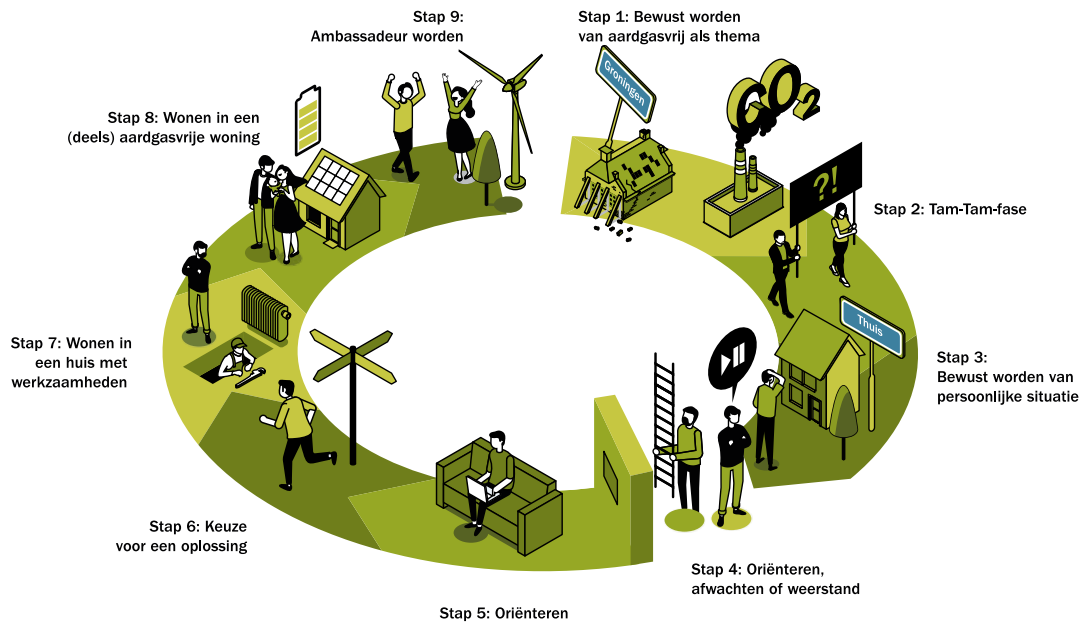 Stap 9:
Ambassadeur worden
Stap 1: Bewust worden
van aardgasvrij als thema
Groningen
CO2
Stap 8: Wonen in een
(deels) aardgasvrije woning
?!
Stap 2: Tam-Tam-fase
Thuis
Stap 7: Wonen in
een huis met
werkzaamheden
Stap 3:
Bewust worden van
persoonlijke situatie
Stap 6: Keuze
voor een oplossing
Stap 4: Oriënteren,
afwachten of weerstand
Stap 5: Oriënteren